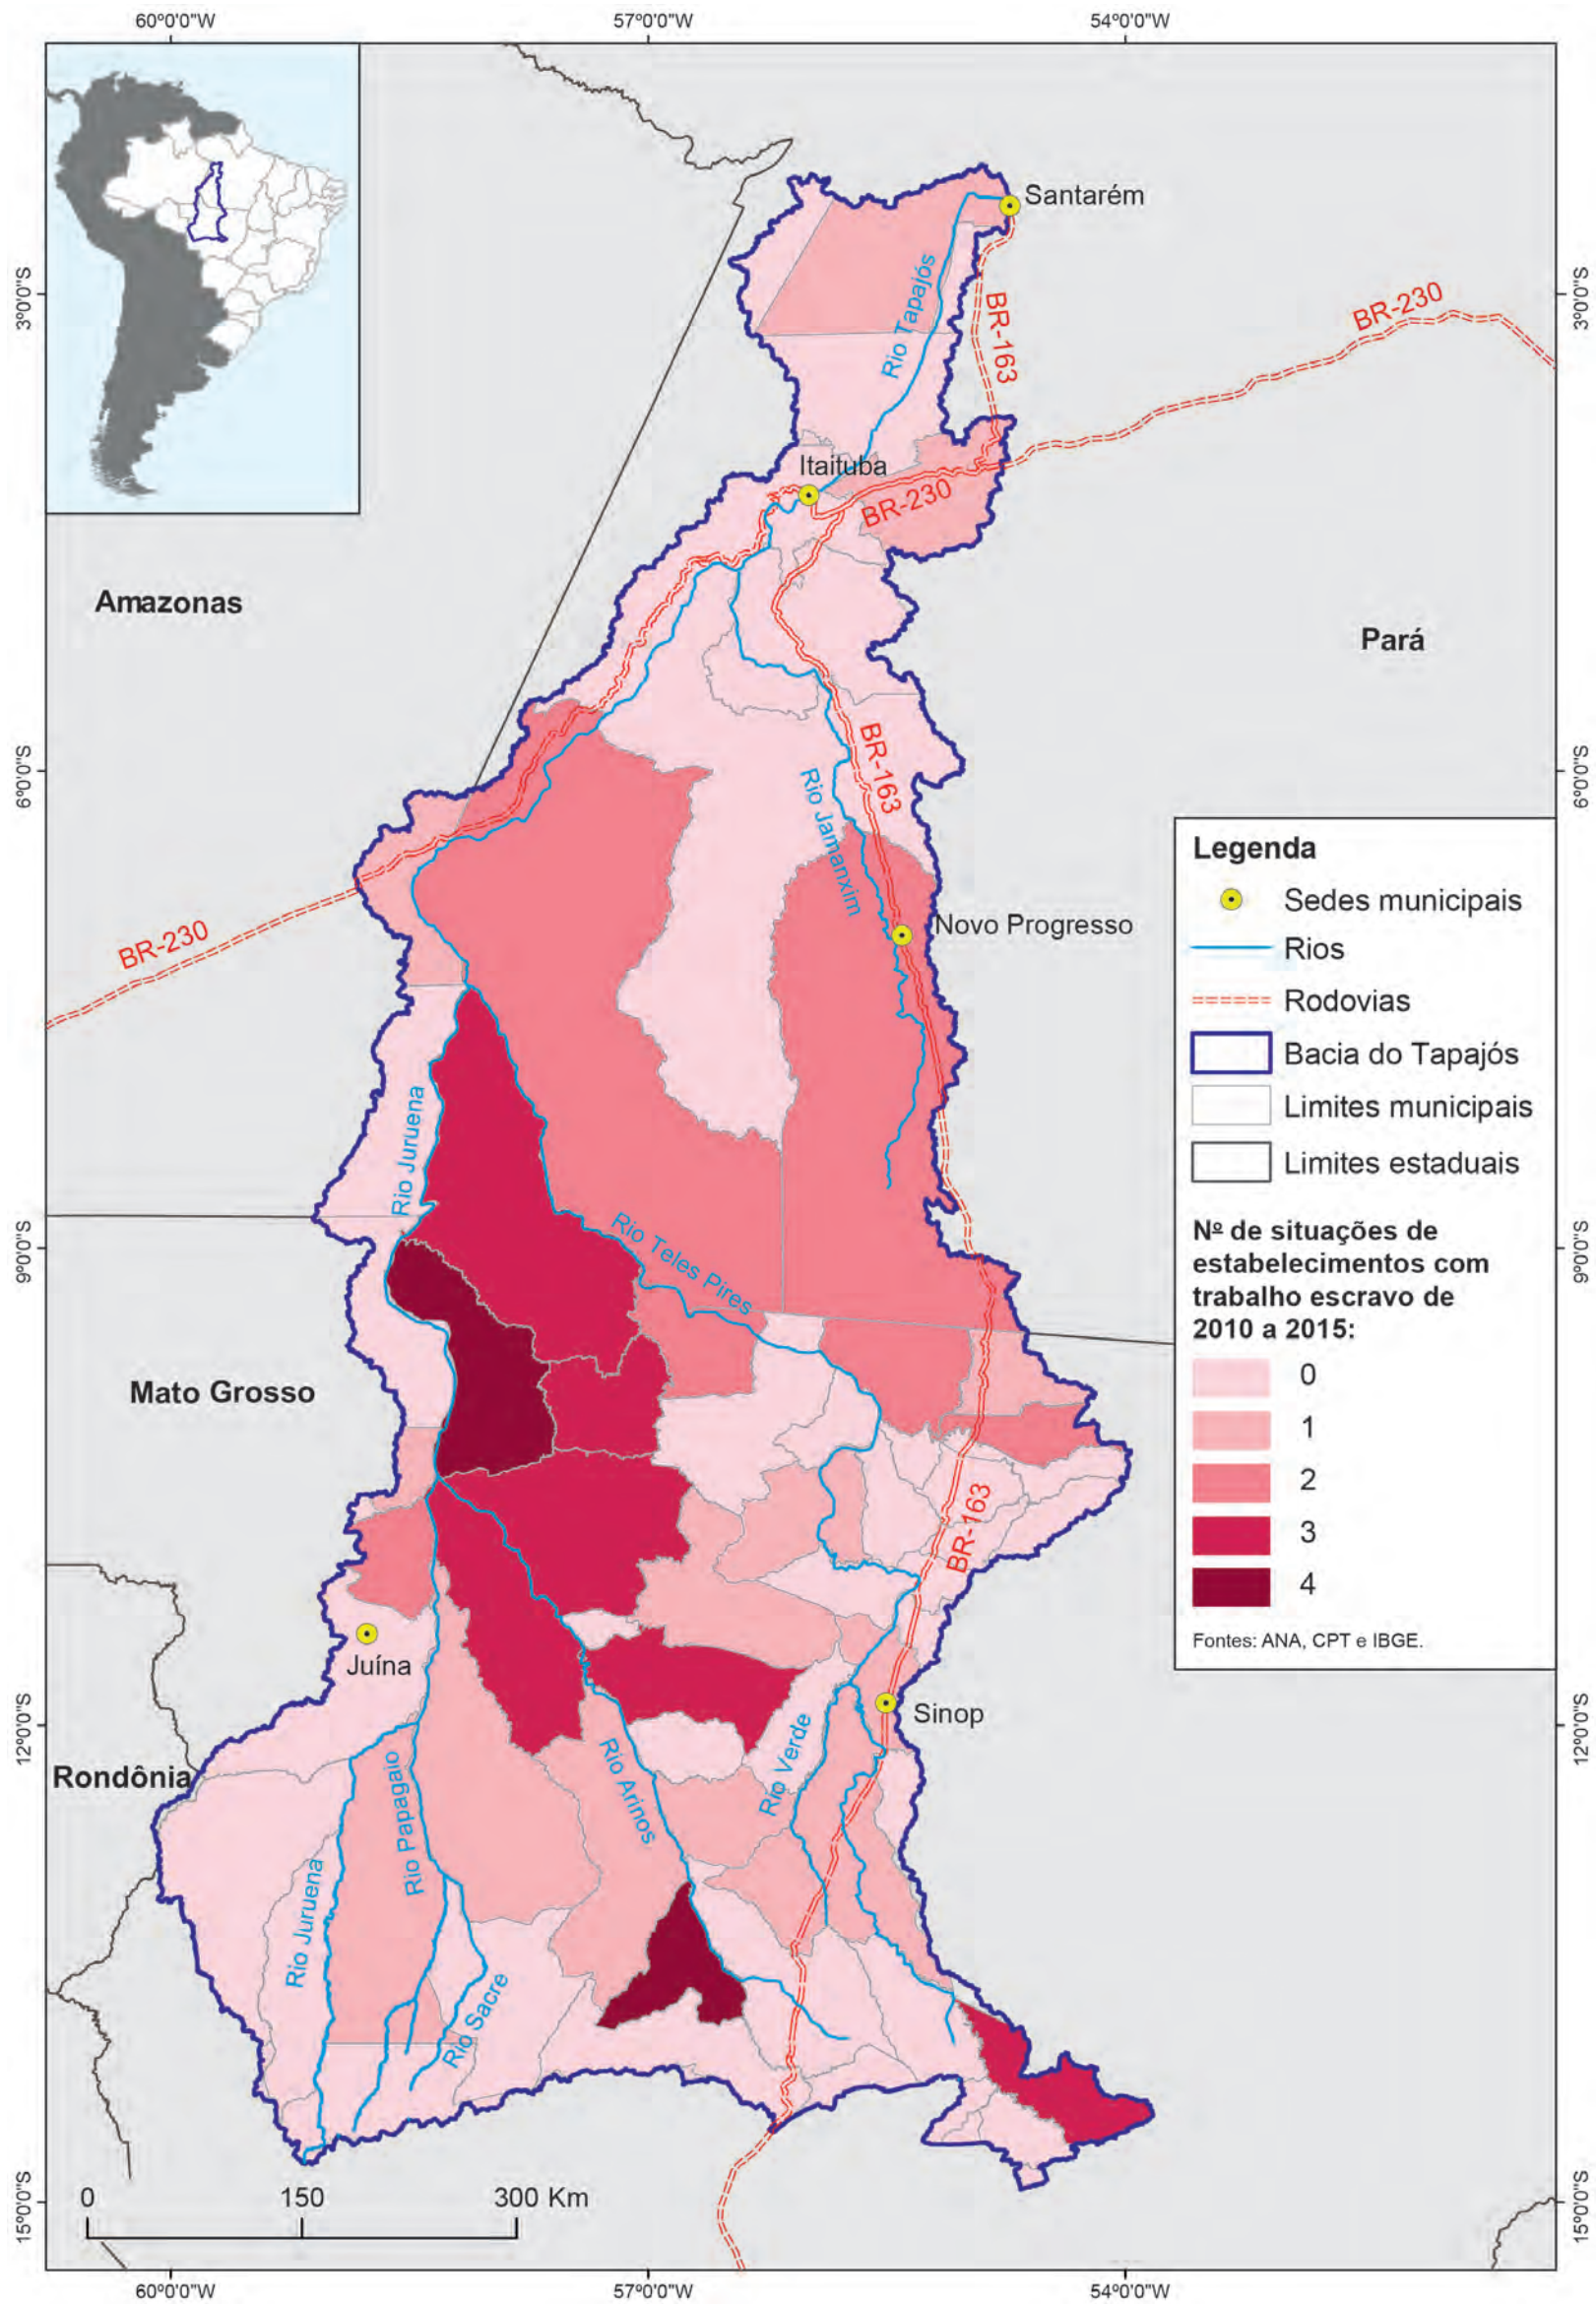 60°0'0"W
57°0'0"W
54°0'0"W
Santarém
3°0'0"S
3°0'0"S
Rio Tapajós
BR-163
BR-230
Itaituba
BR-230
Amazonas
Pará
BR-163
6°0'0"S
6°0'0"S
Rio Jamanxim
Novo Progresso
BR-230
Rio Juruena
Rio Teles Pires
9°0'0"S
9°0'0"S
Mato Grosso
BR-163
Juína
Sinop
12°0'0"S
12°0'0"S
Rondônia
Rio Papagaio
Rio Arinos
Rio Verde
Rio Juruena
Rio Sacre
Legenda
Sedes municipais
Rios
Rodovias
Bacia do Tapajós
Limites municipais
Limites estaduais
Nº de situações de
estabelecimentos com
trabalho escravo de
2010 a 2015:
0
1
2
3
4
Fontes: ANA, CPT e IBGE.
0 150 300 Km
15°0'0"S
15°0'0"S
60°0'0"W
57°0'0"W
54°0'0"W